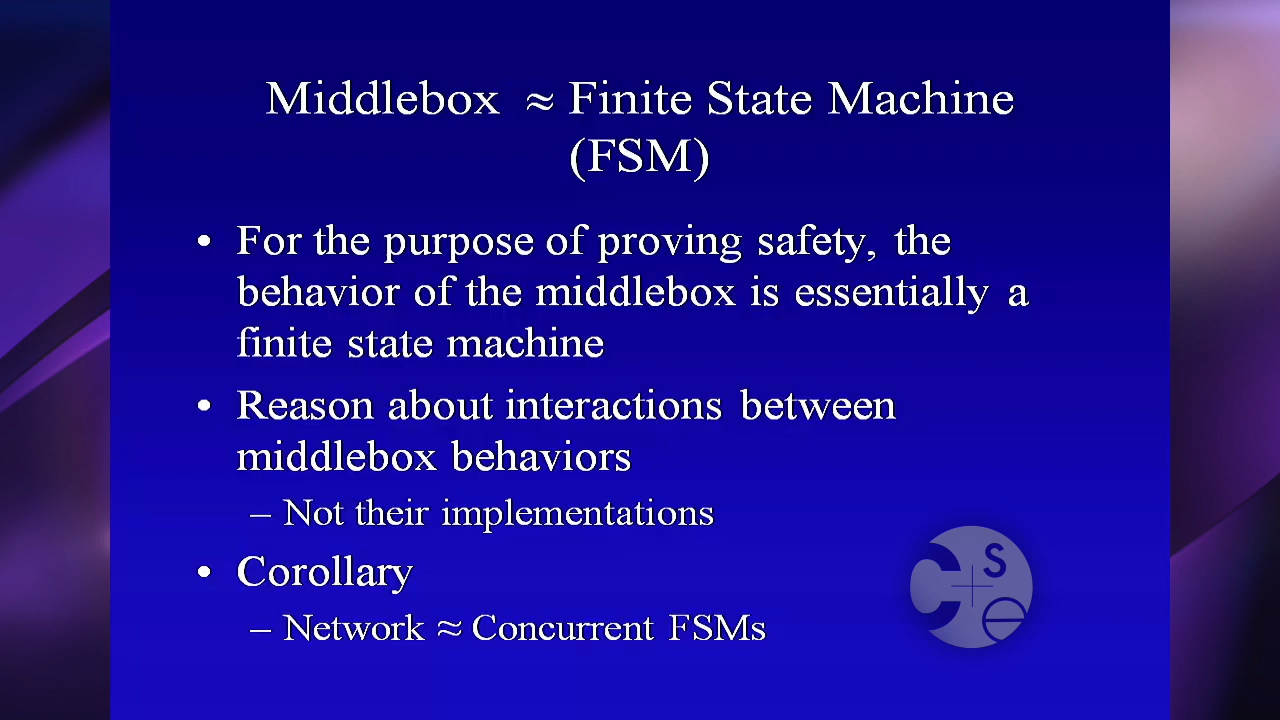 Middlebox ≈ Finite State Machine
(FSM)
• For the purpose of proving safety, the
behavior of the middlebox is essentially a
finite state machine
• Reason about interactions between
middlebox behaviors
– Not their implementations
• Corollary
– Network ≈ Concurrent FSMs
C s
e